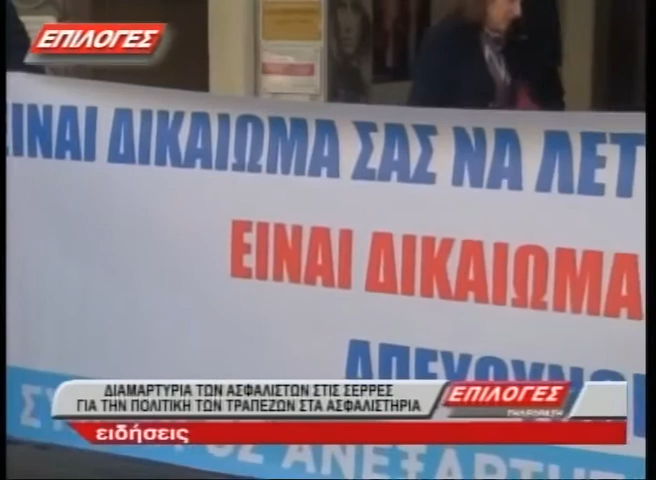 ΕΠΙΛΟΓΕΣ
ΕΙΝΑΙ ΔΙΚΑΙΩΜΑ ΣΑΣ ΝΑ ΛΕΤ
ΕΙΝΑΙ ΔΙΚΑΙΩΜΑ
ΔΙΑΜΑΡΤΥΡΙΑ ΤΩΝ ΑΣΦΑΛΙΣΤΩΝ ΣΤΙΣ ΣΕΡΡΕΣ
ΓΙΑ ΤΗΝ ΠΟΛΙΤΙΚΗ ΤΩΝ ΤΡΑΠΕΖΩΝ ΣΤΑ ΑΣΦΑΛΙΣΤΗΡΙΑ
ΕΠΙΛΟΓΕΣ
ΤΗΛΕΟΡΑΣΗ
ειδήσεις